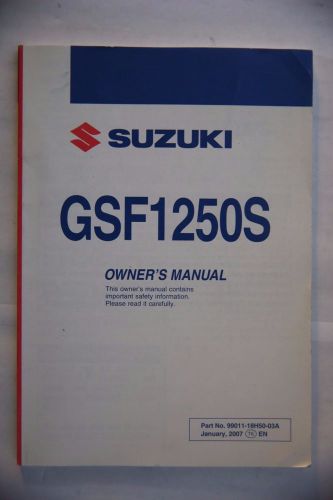 SUZUKI
GSF1250S
OWNER'S MANUAL
This owner's manual contains
important safety information.
Please read it carefully.
Part No. 99011-18H50-03A
January, 2007 TK EN